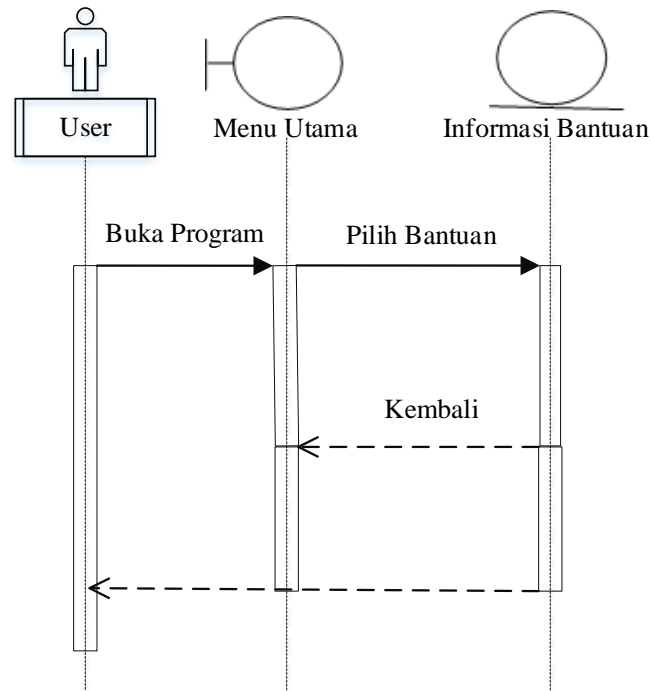 User
Menu Utama
Informasi Bantuan
Buka Program
Pilih Bantuan
Kembali